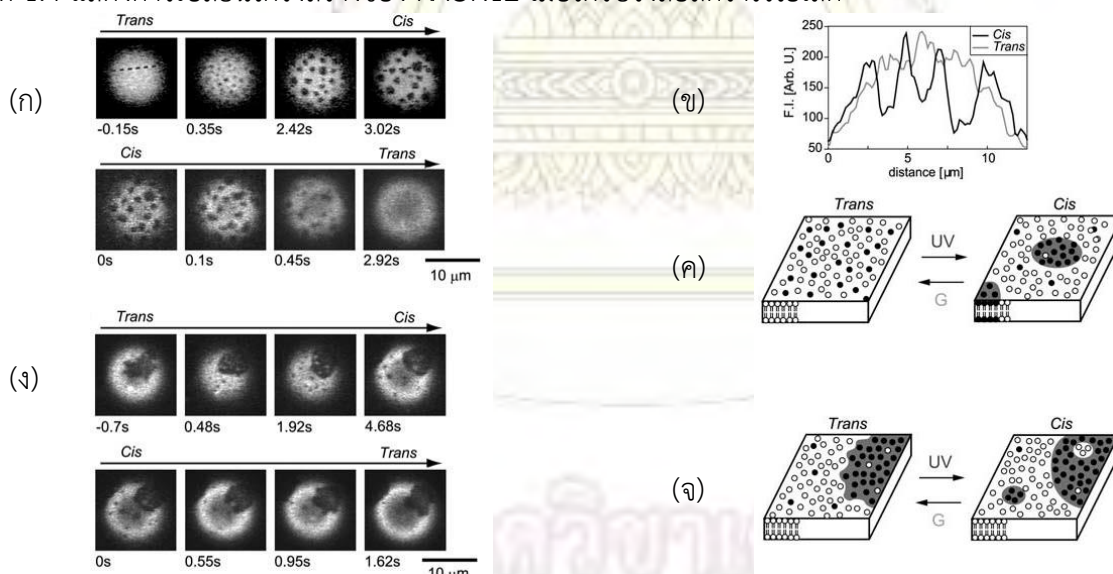 Trans Cis
(ก)
-0.15s 0.35s 2.42s 3.02s
Cis Trans
0s 0.1s 0.45s 2.92s
10 μm
(ข)
Cis
Trans
F.I. [Arb. U.]
250
200
150
100
50
0 5 10
distance [μm]
(ค)
Trans Cis
UV
G
(ง)
Trans Cis
-0.7s 0.48s 1.92s 4.68s
Cis Trans
0s 0.55s 0.95s 1.62s
10 μm
(จ)
Trans Cis
UV
G